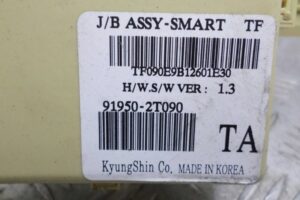 J/B ASSY-SMART TF
TF090E9B12601E30
H/W.S/W VER : 1.3
91950-2T090
TA
KyungShin Co. MADE IN KOREA